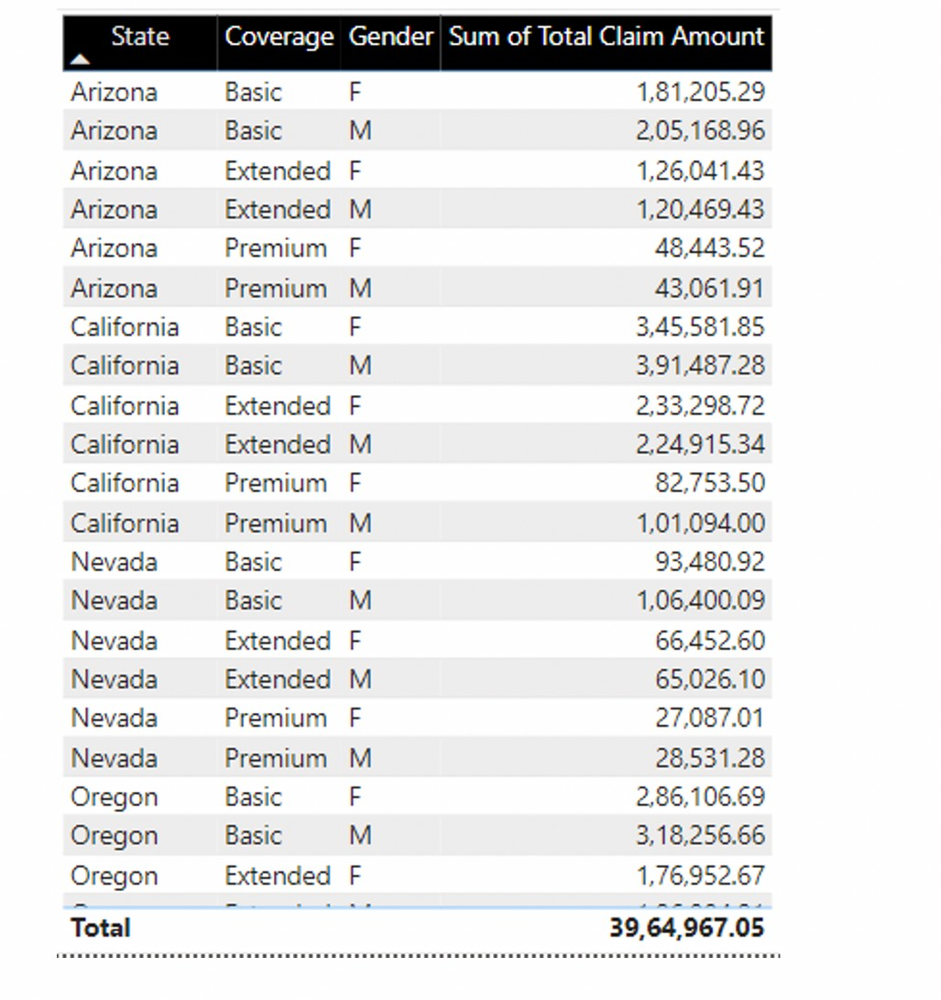 State Coverage Gender Sum of Total Claim Amount
Arizona Basic F 1,81,205.29
Arizona Basic M 2,05,168.96
Arizona Extended F 1,26,041.43
Arizona Extended M 1,20,469.43
Arizona Premium F 48,443.52
Arizona Premium M 43,061.91
California Basic F 3,45,581.85
California Basic M 3,91,487.28
California Extended F 2,33,298.72
California Extended M 2,24,915.34
California Premium F 82,753.50
California Premium M 1,01,094.00
Nevada Basic F 93,480.92
Nevada Basic M 1,06,400.09
Nevada Extended F 66,452.60
Nevada Extended M 65,026.10
Nevada Premium F 27,087.01
Nevada Premium M 28,531.28
Oregon Basic F 2,86,106.69
Oregon Basic M 3,18,256.66
Oregon Extended F 1,76,952.67
Total 39,64,967.05